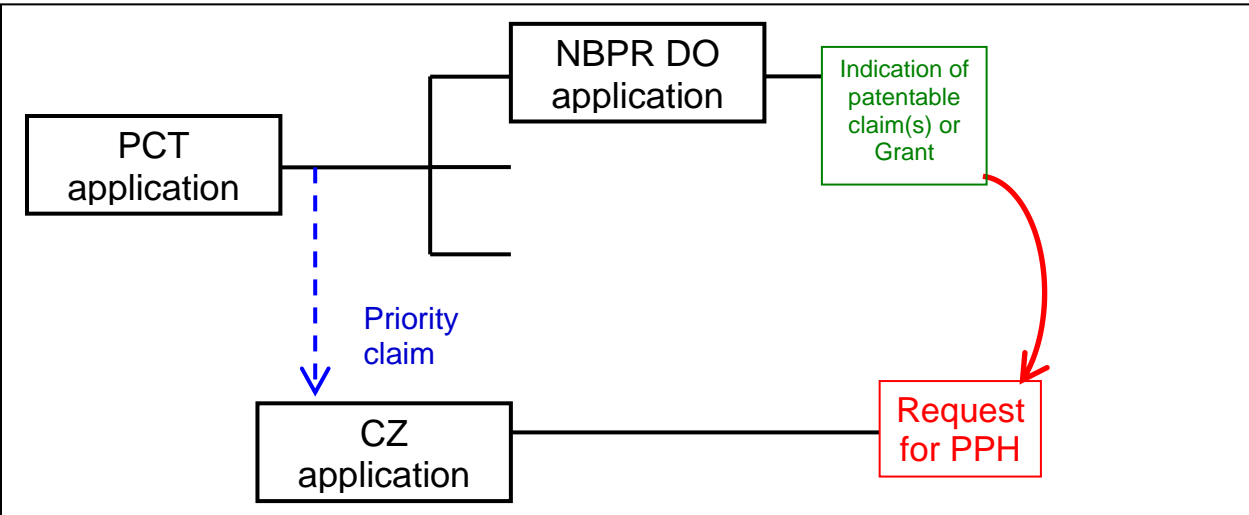 NBPR DO
application
Indication of
patentable
claim(s) or
Grant
PCT
application
Priority
claim
CZ
application
Request
for PPH